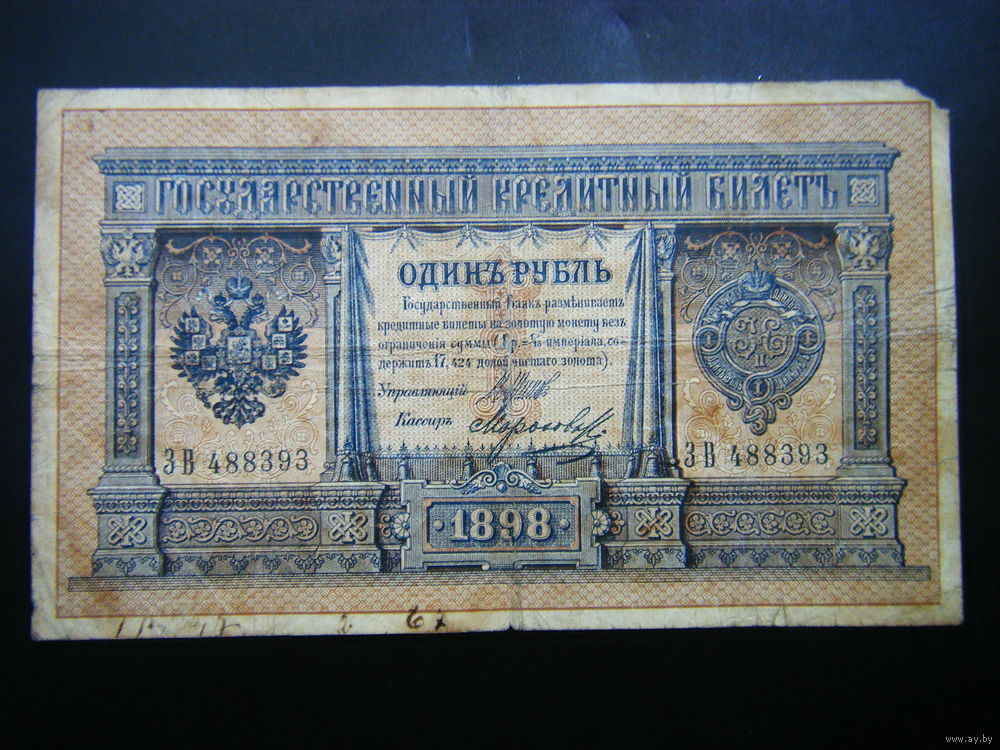 ГОСУДАРСТВЕННЫЙ КРЕДИТНЫЙ БИЛЕТЪ
ОДИНЪ РУБЛЬ
Государственный Банкъ размѣниваетъ
кредитные билеты на золотую монету безъ
ограниченія суммы (1 р.=1/15 имперіала, со-
держитъ 17,424 долей чистаго золота).
Управляющій
Кассиръ Морозовъ
ЗВ 488393
ЗВ 488393
1898
www.ay.by